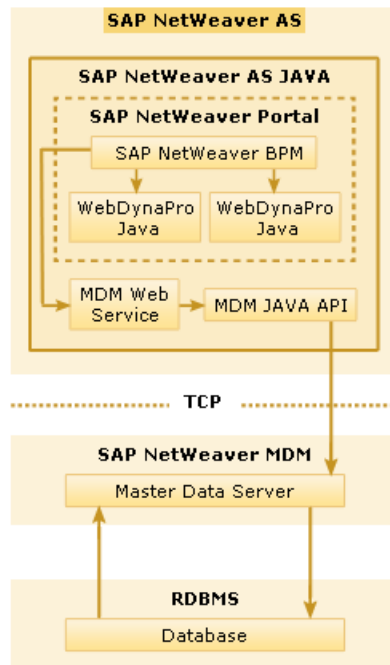 SAP NetWeaver AS
SAP NetWeaver AS JAVA
SAP NetWeaver Portal
SAP NetWeaver BPM
WebDynaPro
Java
WebDynaPro
Java
MDM Web
Service
MDM JAVA API
TCP
SAP NetWeaver MDM
Master Data Server
RDBMS
Database